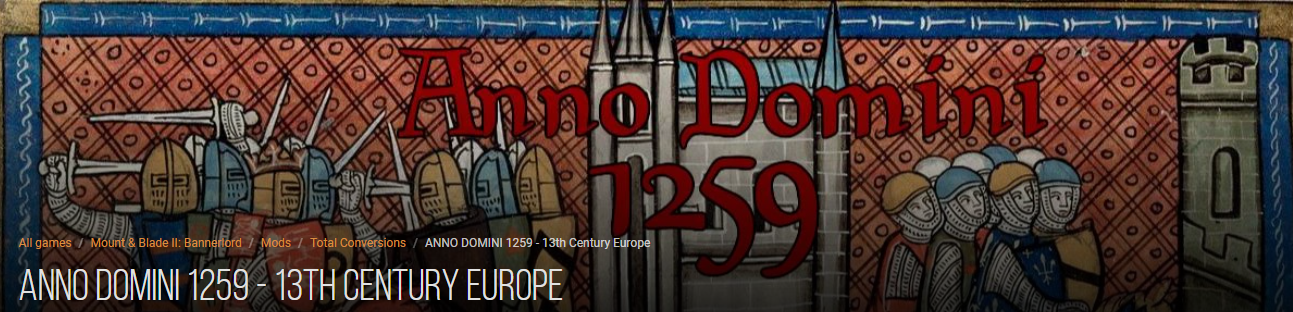 Anno Domini
1259
All games / Mount & Blade II: Bannerlord / Mods / Total Conversions / ANNO DOMINI 1259 - 13th Century Europe
ANNO DOMINI 1259 - 13TH CENTURY EUROPE